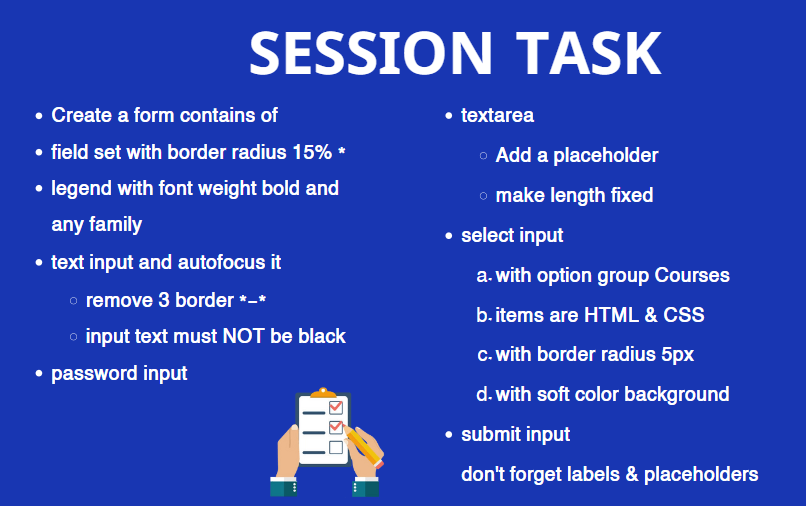 SESSION TASK
• Create a form contains of
• field set with border radius 15% *
• legend with font weight bold and
any family
• text input and autofocus it
○ remove 3 border *-*
○ input text must NOT be black
• password input
• textarea
○ Add a placeholder
○ make length fixed
• select input
a. with option group Courses
b. items are HTML & CSS
c. with border radius 5px
d. with soft color background
• submit input
don't forget labels & placeholders